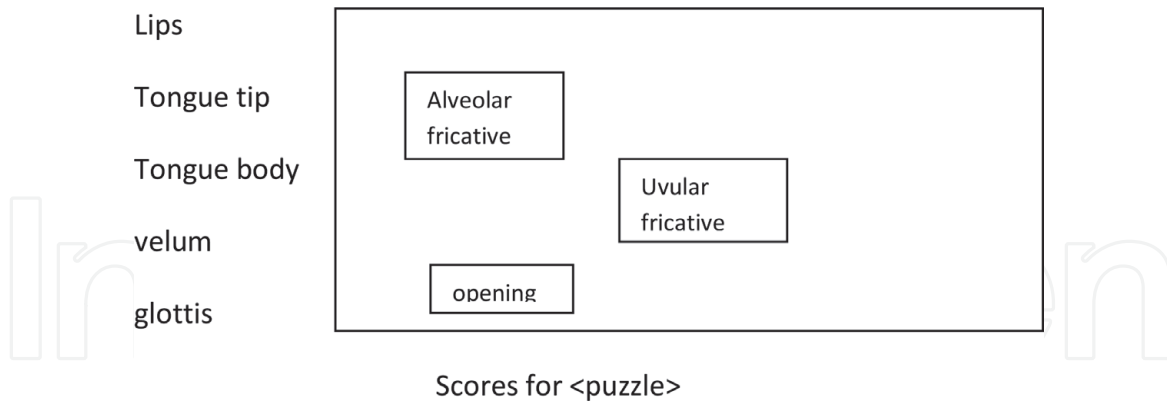 Lips
Tongue tip
Alveolar
fricative
Tongue body
Uvular
fricative
velum
opening
glottis
Scores for <puzzle>